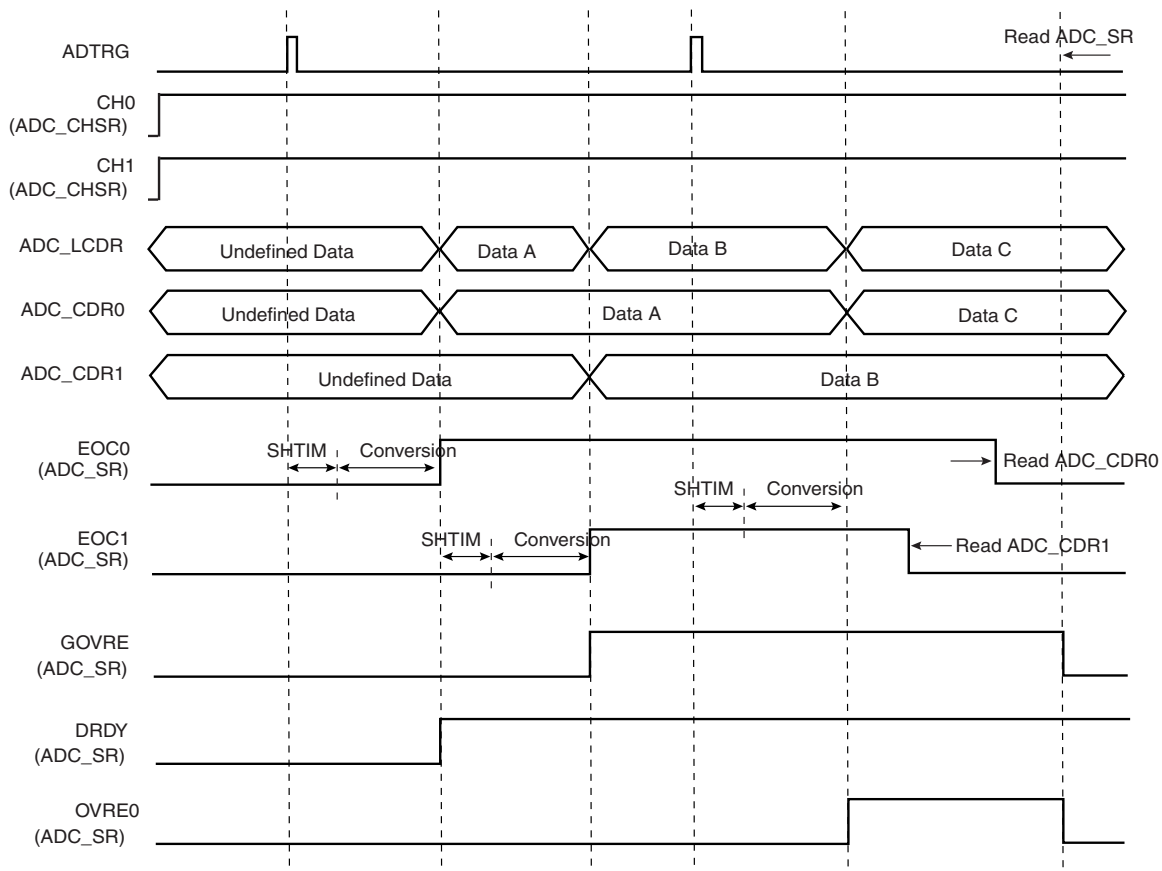 Read ADC_SR
ADTRG
CH0
(ADC_CHSR)
CH1
(ADC_CHSR)
ADC_LCDR
Undefined Data
Data A
Data B
Data C
ADC_CDR0
Undefined Data
Data A
Data C
ADC_CDR1
Undefined Data
Data B
EOC0
(ADC_SR)
SHTIM
Conversion
Read ADC_CDR0
SHTIM
Conversion
EOC1
(ADC_SR)
SHTIM
Conversion
Read ADC_CDR1
GOVRE
(ADC_SR)
DRDY
(ADC_SR)
OVRE0
(ADC_SR)